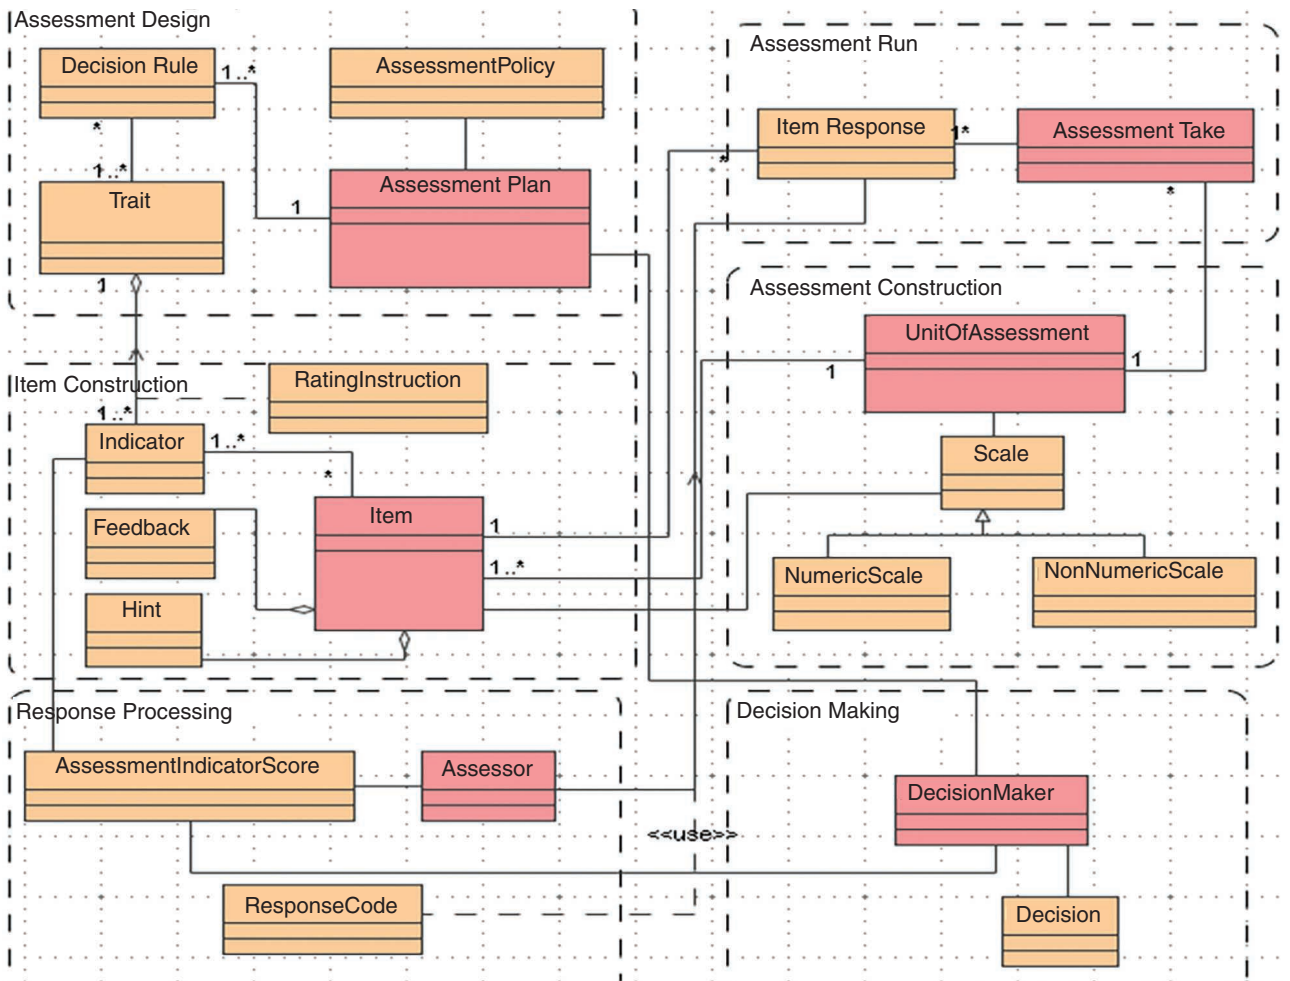 Assessment Design
Decision Rule
1..*
AssessmentPolicy
*
1..*
Trait
1
Assessment Plan
1
Assessment Run
Item Response
1*
Assessment Take
*
*
Assessment Construction
UnitOfAssessment
1
1
Scale
NumericScale
NonNumericScale
Item Construction
RatingInstruction
1..*
Indicator
1..*
*
Feedback
Item
1
1..*
Hint
Response Processing
AssessmentIndicatorScore
Assessor
<<use>>
ResponseCode
Decision Making
DecisionMaker
Decision